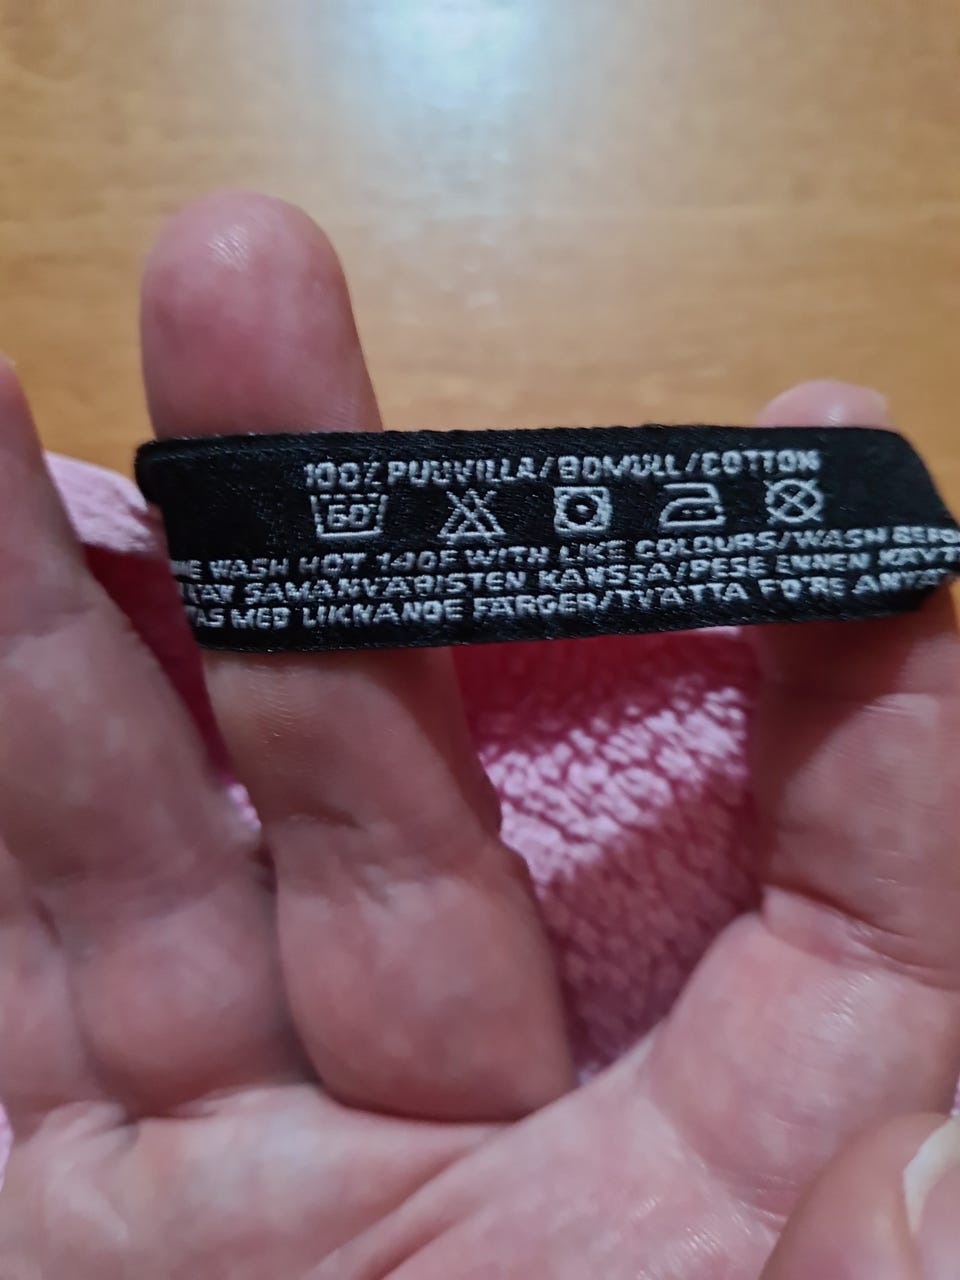 100% PUUVILLA/BOMULL/COTTON
60°
WASH HOT 140F WITH LIKE COLOURS/WASH
SAMANVÄRISTEN KANSSA/PESE ENNEN
MED LIKNANDE FÄRGER/TVÄTTA FÖRE